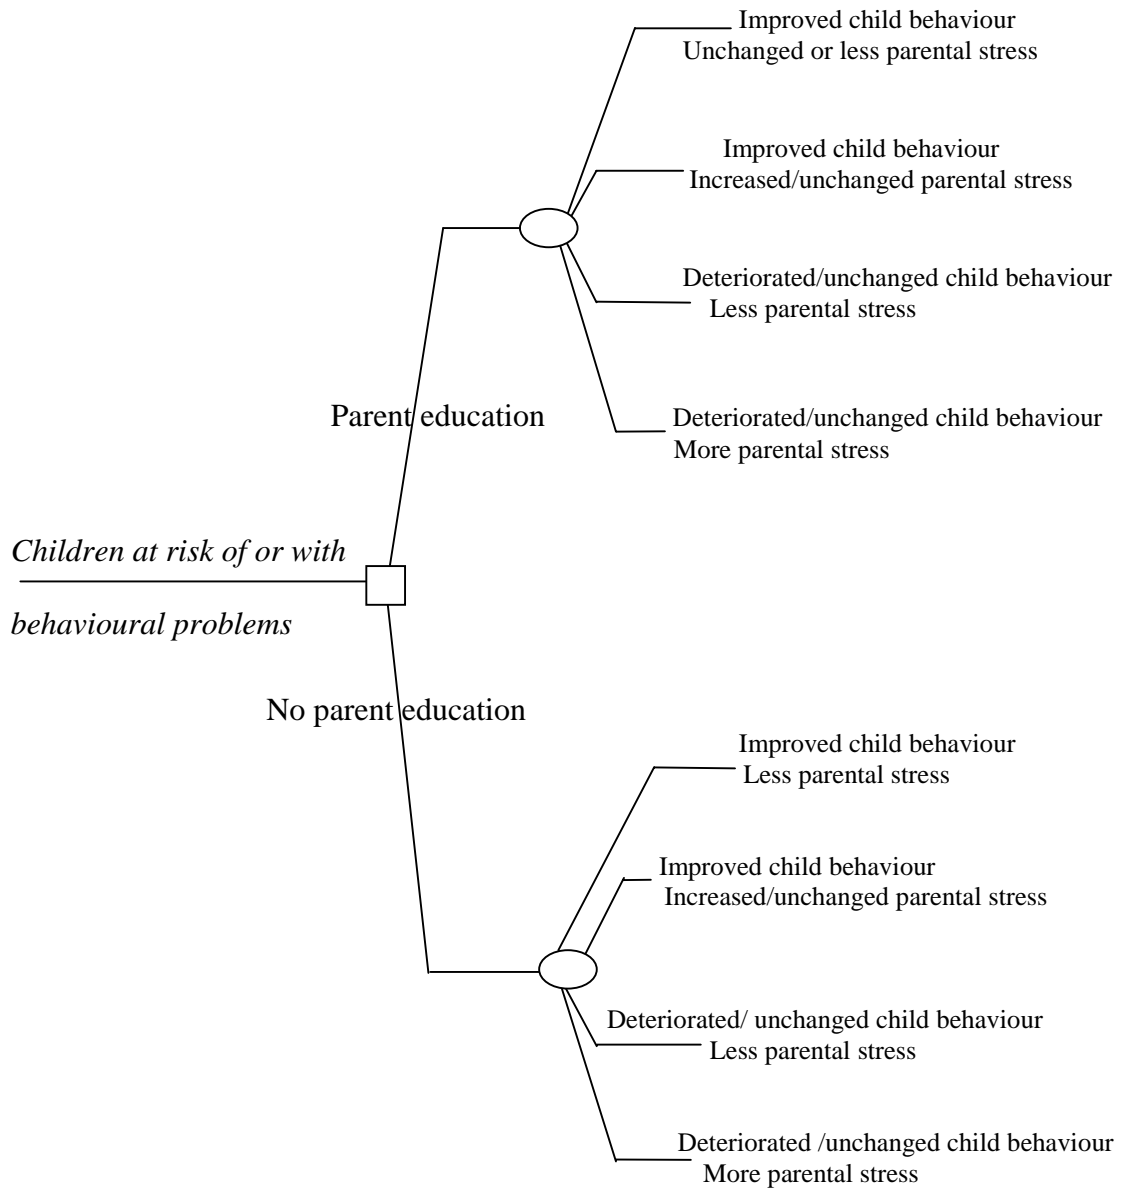 Improved child behaviour
Unchanged or less parental stress
Improved child behaviour
Increased/unchanged parental stress
Deteriorated/unchanged child behaviour
Less parental stress
Parent education
Deteriorated/unchanged child behaviour
More parental stress
Children at risk of or with
behavioural problems
No parent education
Improved child behaviour
Less parental stress
Improved child behaviour
Increased/unchanged parental stress
Deteriorated/ unchanged child behaviour
Less parental stress
Deteriorated /unchanged child behaviour
More parental stress